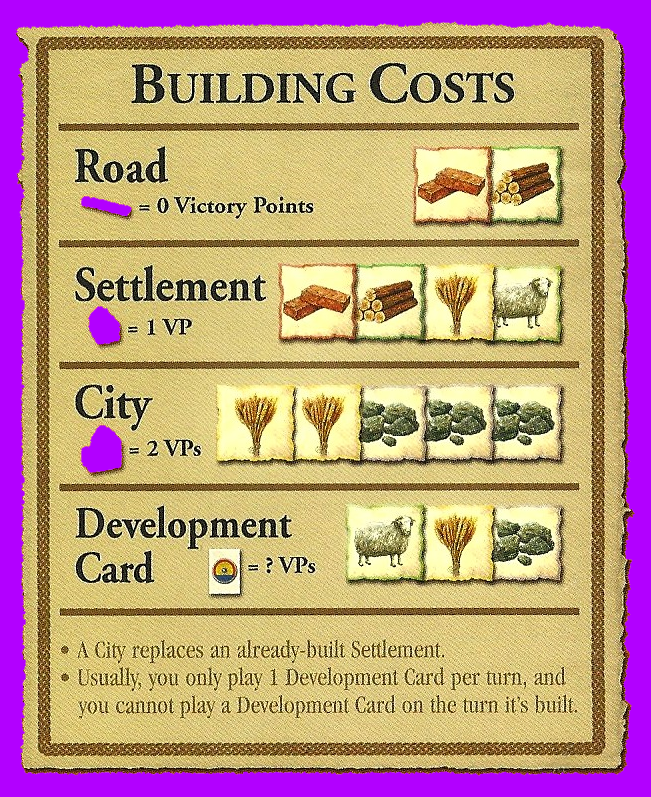 BUILDING COSTS
Road
= 0 Victory Points
Settlement
= 1 VP
City
= 2 VPs
Development
Card = ? VPs
• A City replaces an already-built Settlement.
• Usually, you only play 1 Development Card per turn, and
you cannot play a Development Card on the turn it's built.